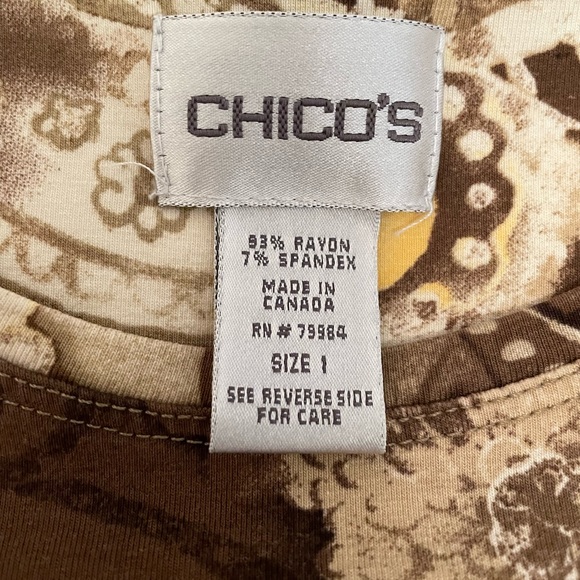 CHICO'S
93% RAYON
7% SPANDEX
MADE IN
CANADA
RN # 79984
SIZE 1
SEE REVERSE SIDE
FOR CARE